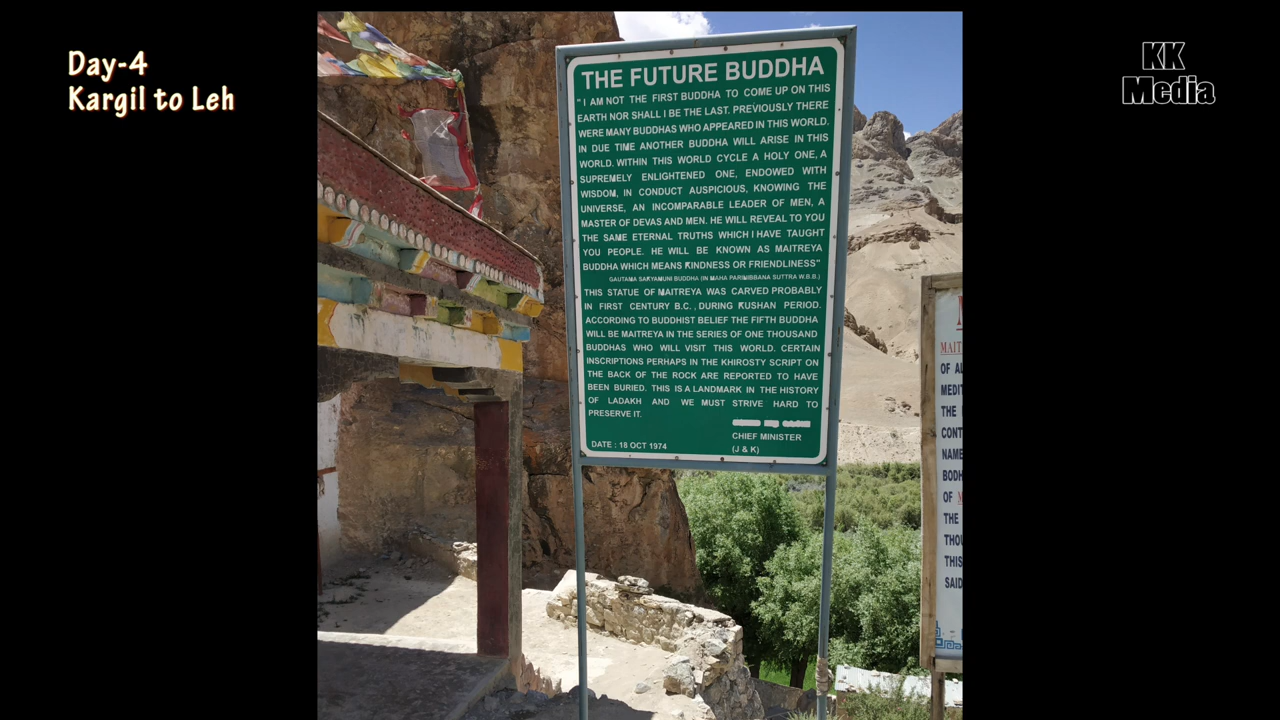 Day-4
Kargil to Leh
KK
Media
THE FUTURE BUDDHA
"I AM NOT THE FIRST BUDDHA TO COME UP ON THIS
EARTH NOR SHALL I BE THE LAST. PREVIOUSLY THERE
WERE MANY BUDDHAS WHO APPEARED IN THIS WORLD.
IN DUE TIME ANOTHER BUDDHA WILL ARISE IN THIS
WORLD. WITHIN THIS WORLD CYCLE A HOLY ONE, A
SUPREMELY ENLIGHTENED ONE, ENDOWED WITH
WISDOM, IN CONDUCT AUSPICIOUS, KNOWING THE
UNIVERSE, AN INCOMPARABLE LEADER OF MEN, A
MASTER OF DEVAS AND MEN. HE WILL REVEAL TO YOU
THE SAME ETERNAL TRUTHS WHICH I HAVE TAUGHT
YOU PEOPLE. HE WILL BE KNOWN AS MAITREYA
BUDDHA WHICH MEANS KINDNESS OR FRIENDLINESS"
GAUTAMA SAKYAMUNI BUDDHA (IN MAHA PARIMIBBANA SUTTRA W.B.B.)
THIS STATUE OF MAITREYA WAS CARVED PROBABLY
IN FIRST CENTURY B.C., DURING KUSHAN PERIOD.
ACCORDING TO BUDDHIST BELIEF THE FIFTH BUDDHA
WILL BE MAITREYA IN THE SERIES OF ONE THOUSAND
BUDDHAS WHO WILL VISIT THIS WORLD. CERTAIN
INSCRIPTIONS PERHAPS IN THE KHIROSTY SCRIPT ON
THE BACK OF THE ROCK ARE REPORTED TO HAVE
BEEN BURIED. THIS IS A LANDMARK IN THE HISTORY
OF LADAKH AND WE MUST STRIVE HARD TO
PRESERVE IT.
CHIEF MINISTER
DATE : 18 OCT 1974
(J & K)
MAIT
OF AL
MEDIT
THE
CONT
NAME
BODH
OF M
THE
THOU
THIS
SAID